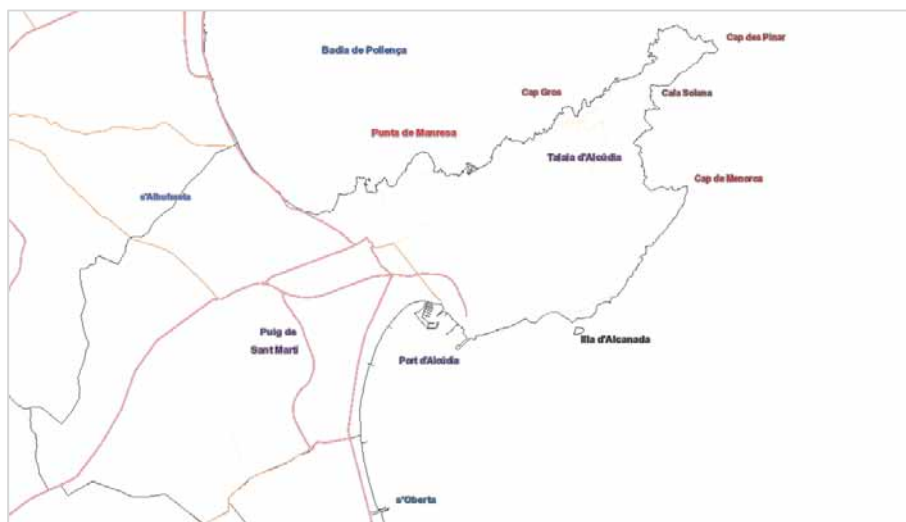 Cap des Pinar
Badia de Pollença
Cap Gros
Cala Solana
Punta de Manresa
Talaia d'Alcúdia
Cap de Menorca
s'Albufereta
Puig de
Sant Martí
Illa d'Alcanada
Port d'Alcúdia
s'Oberta